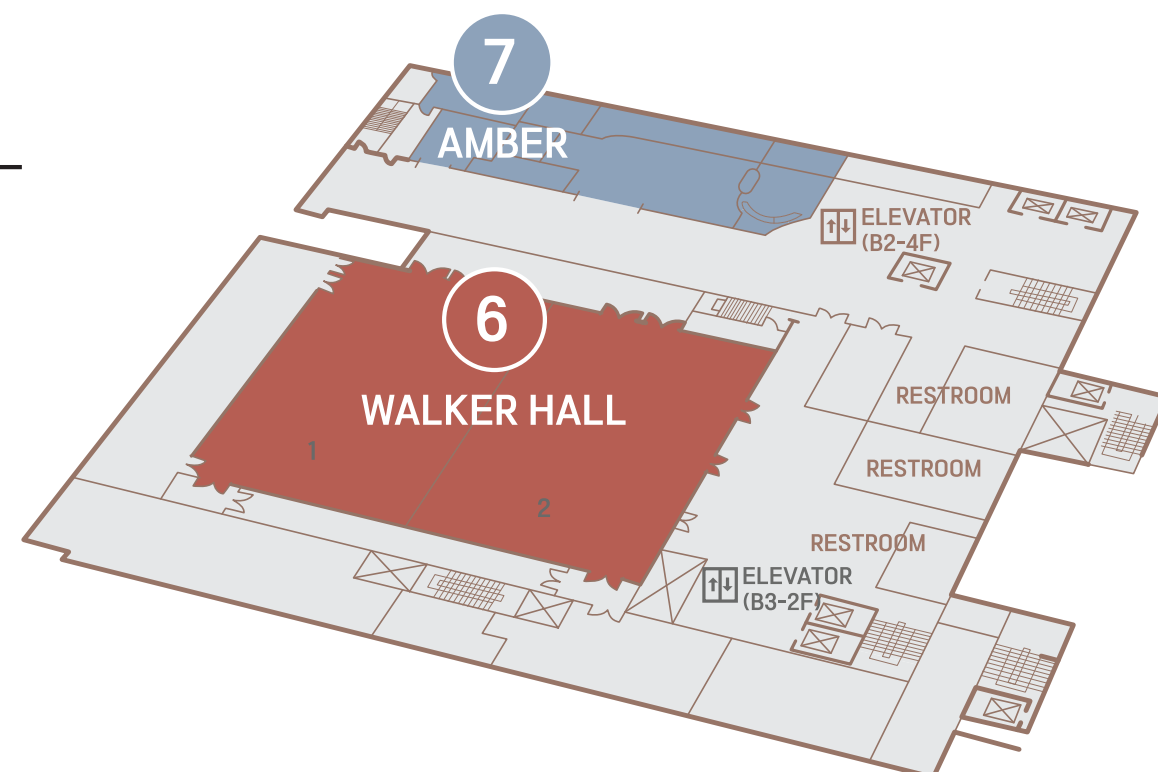 7
AMBER
ELEVATOR
(B2-4F)
6
WALKER HALL
1
2
RESTROOM
RESTROOM
RESTROOM
ELEVATOR
(B3-2F)